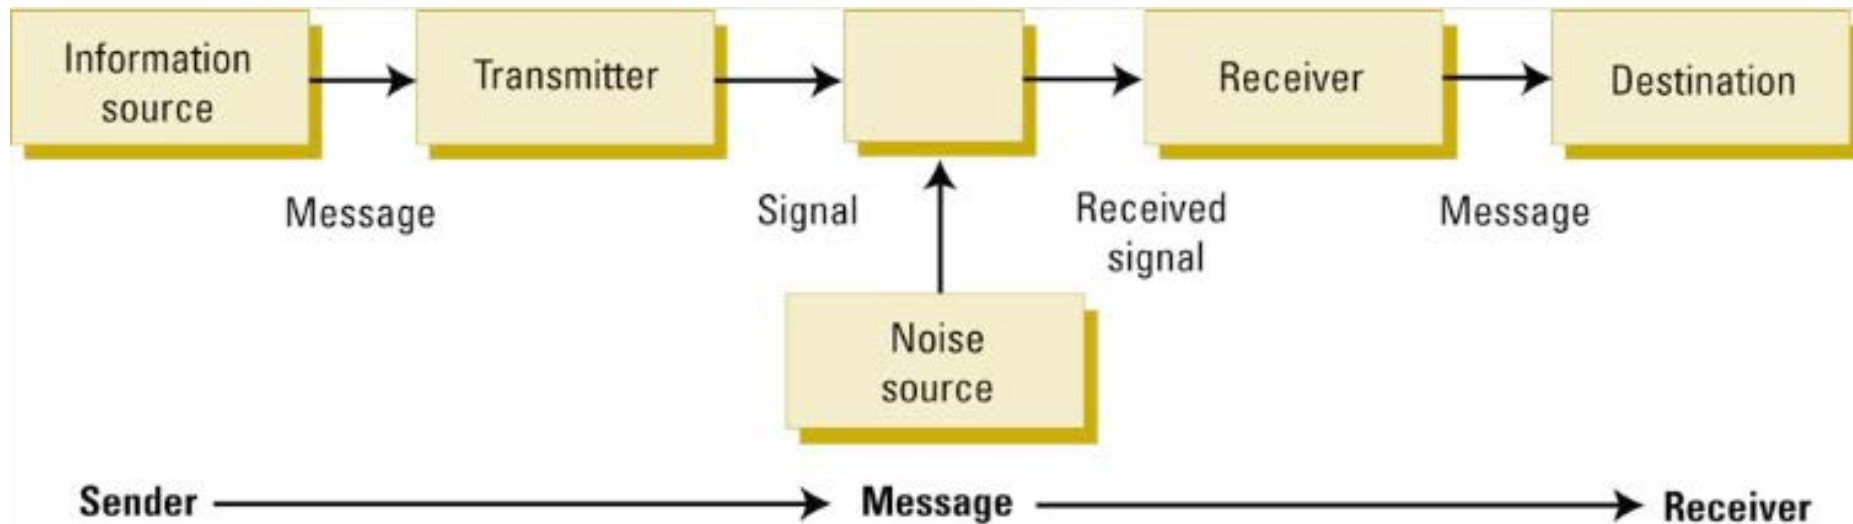 Information
source
Transmitter
Receiver
Destination
Message
Signal
Received
signal
Message
Noise
source
Sender
Message
Receiver